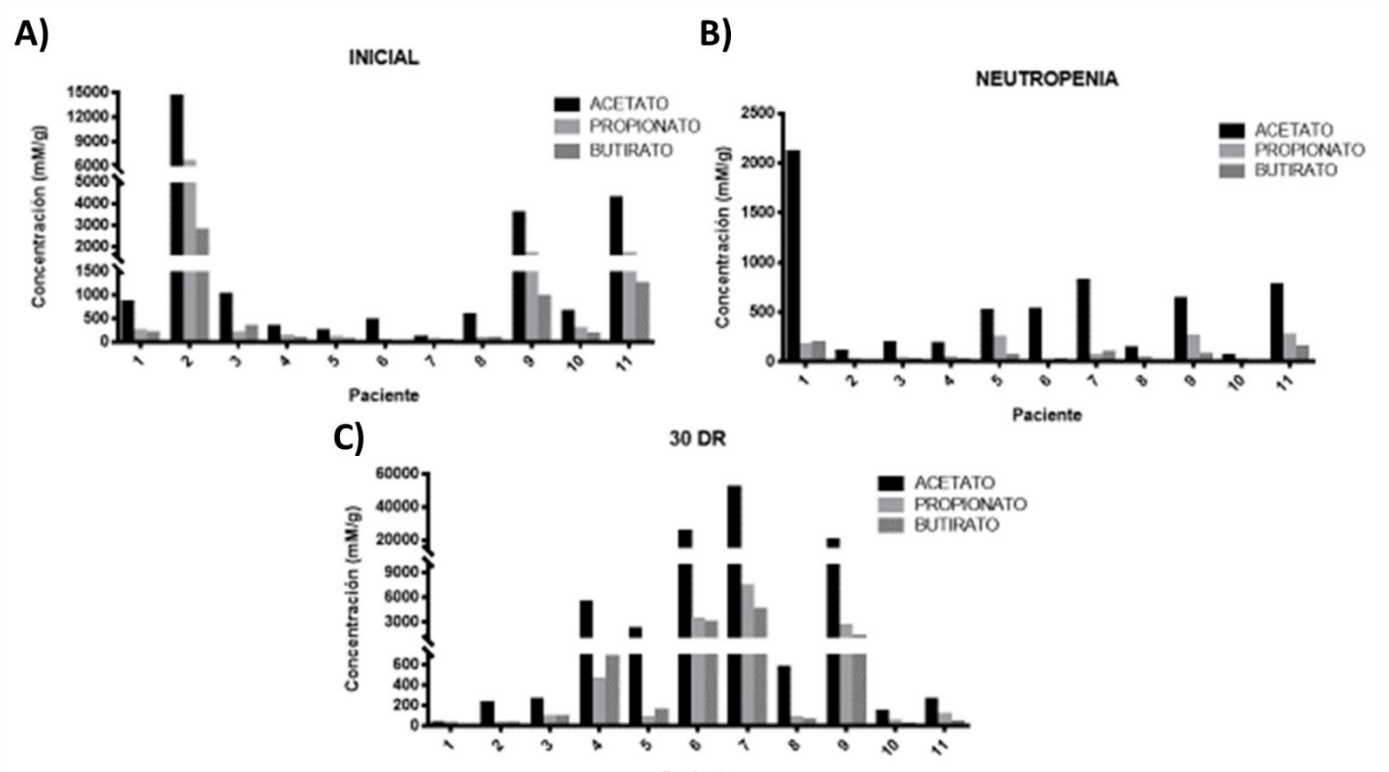 A)
INICIAL
Concentración (mM/g)
15000
12000
9000
6000
5000
4000
3000
2000
1500
1000
500
0
ACETATO
PROPIONATO
BUTIRATO
1 2 3 4 5 6 7 8 9 10 11
Paciente
B)
NEUTROPENIA
Concentración (mM/g)
2500
2000
1500
1000
500
0
ACETATO
PROPIONATO
BUTIRATO
1 2 3 4 5 6 7 8 9 10 11
Paciente
C)
30 DR
Concentración (mM/g)
60000
40000
20000
9000
6000
3000
600
400
200
0
ACETATO
PROPIONATO
BUTIRATO
1 2 3 4 5 6 7 8 9 10 11